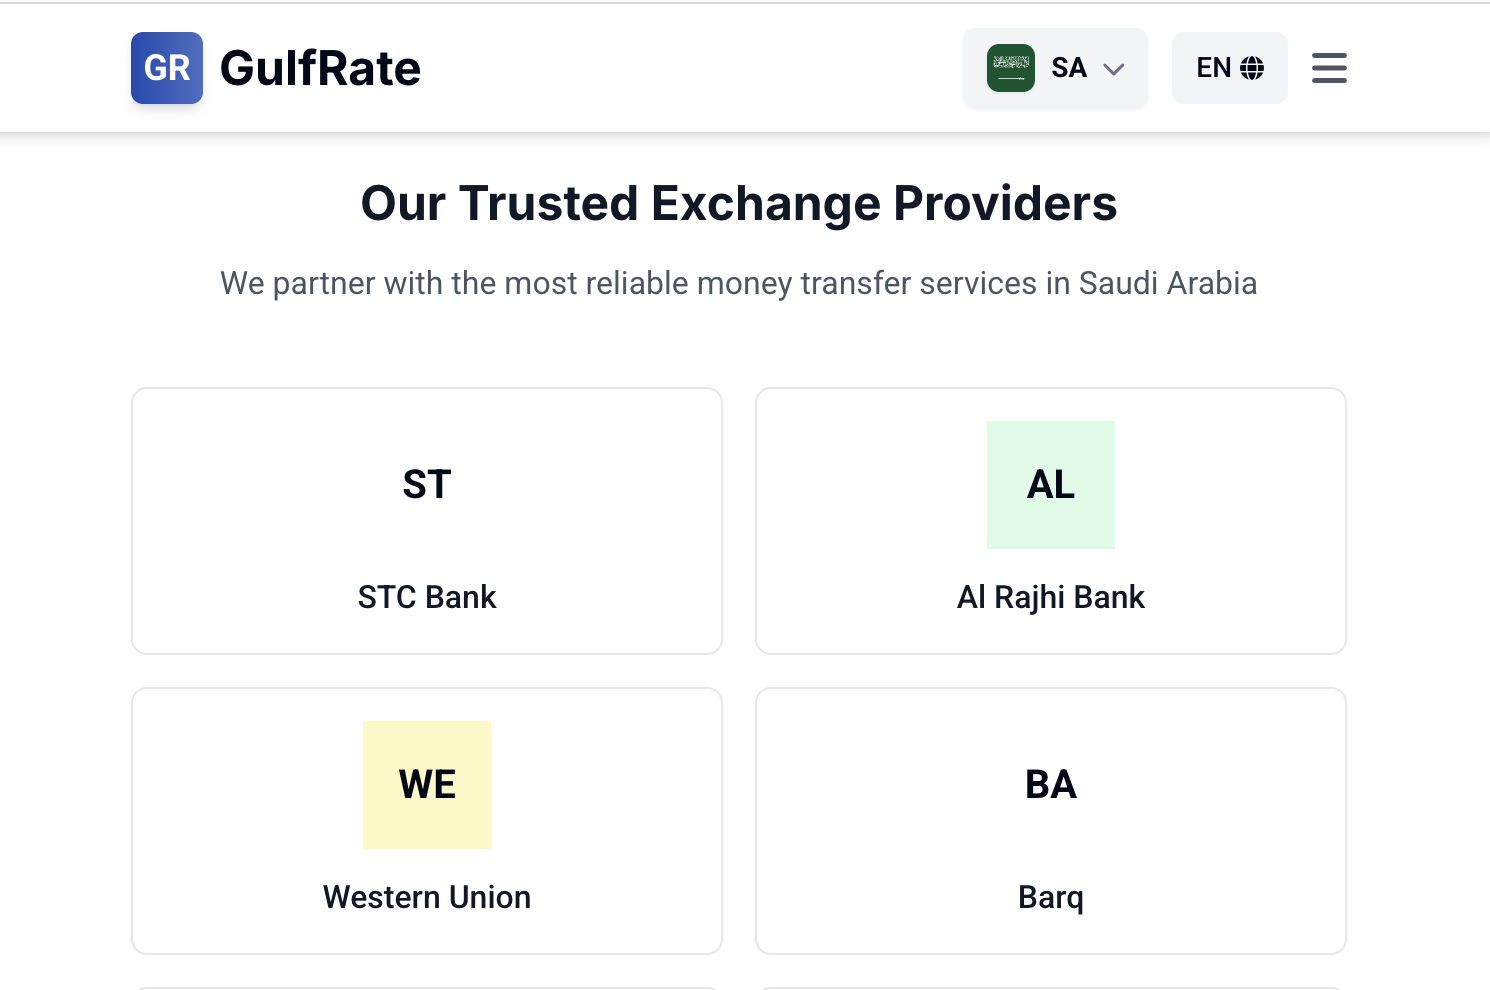 GR GulfRate SA EN
Our Trusted Exchange Providers
We partner with the most reliable money transfer services in Saudi Arabia
ST
STC Bank
AL
Al Rajhi Bank
WE
Western Union
BA
Barq